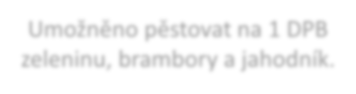 Umožněno pěstovat na 1 DPB
zeleninu, brambory a jahodník.